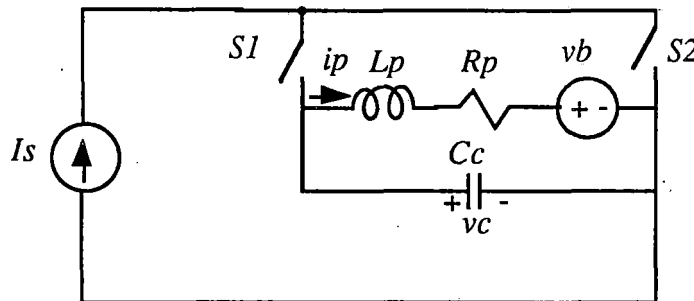 S1
ip
Lp
Rp
vb
S2
+ -
Is
Cc
+ -
vc